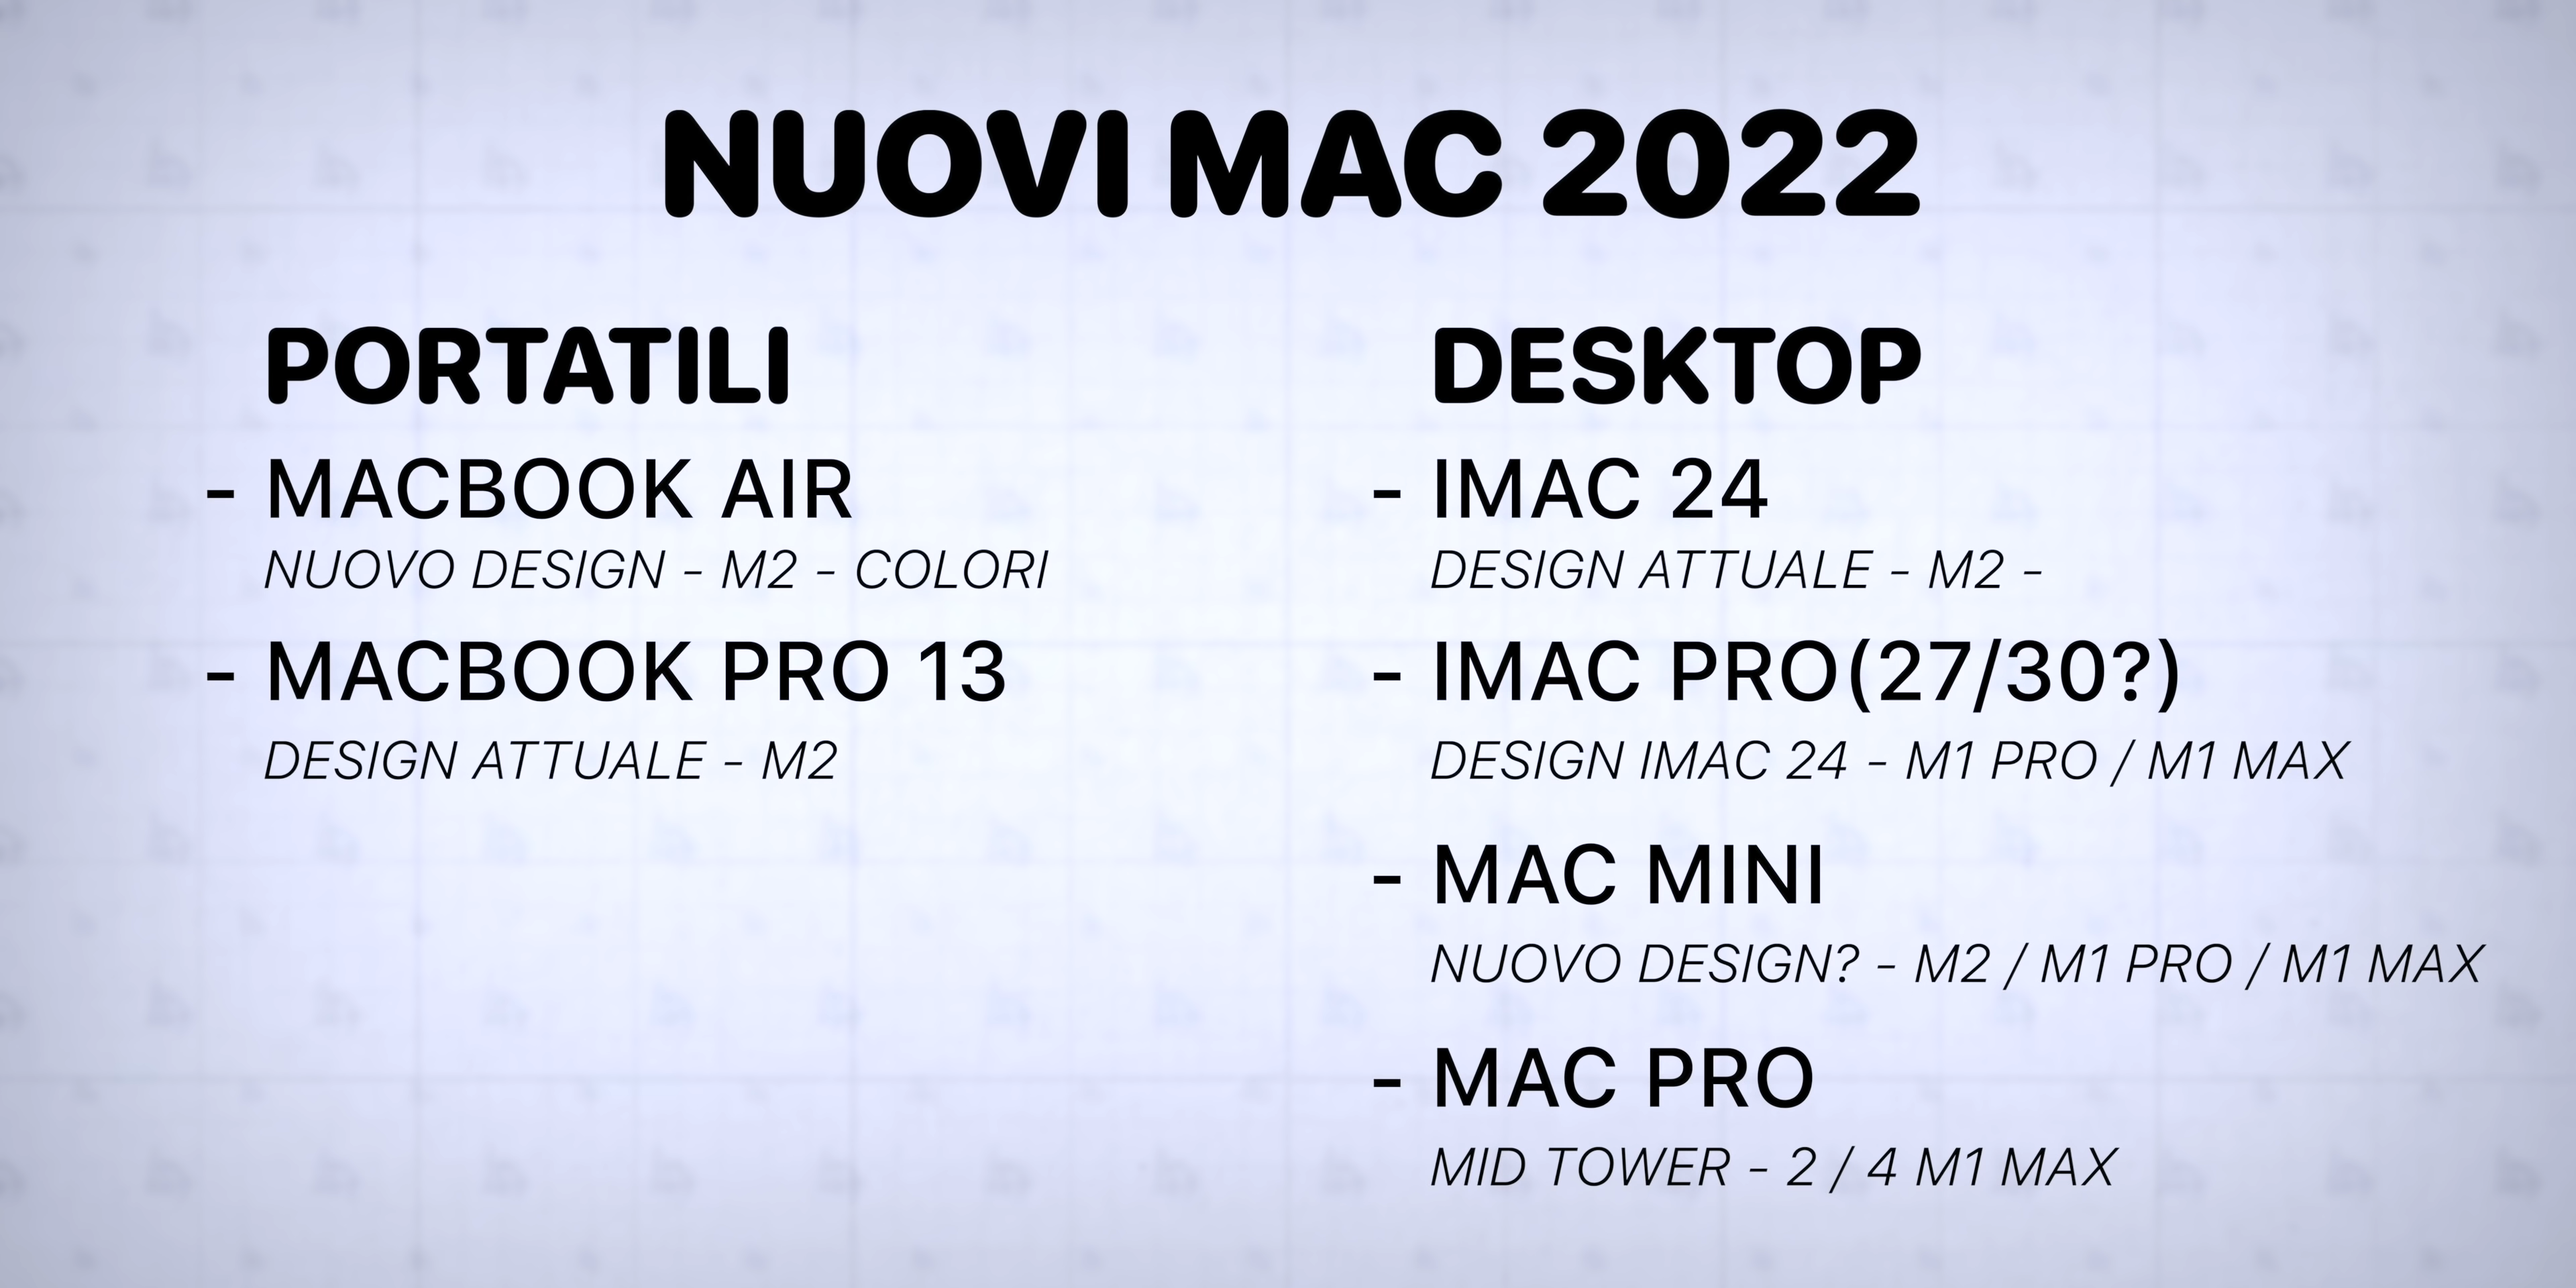 NUOVI MAC 2022
PORTATILI
- MACBOOK AIR
NUOVO DESIGN - M2 - COLORI
- MACBOOK PRO 13
DESIGN ATTUALE - M2
DESKTOP
- IMAC 24
DESIGN ATTUALE - M2 -
- IMAC PRO(27/30?)
DESIGN IMAC 24 - M1 PRO / M1 MAX
- MAC MINI
NUOVO DESIGN? - M2 / M1 PRO / M1 MAX
- MAC PRO
MID TOWER - 2 / 4 M1 MAX